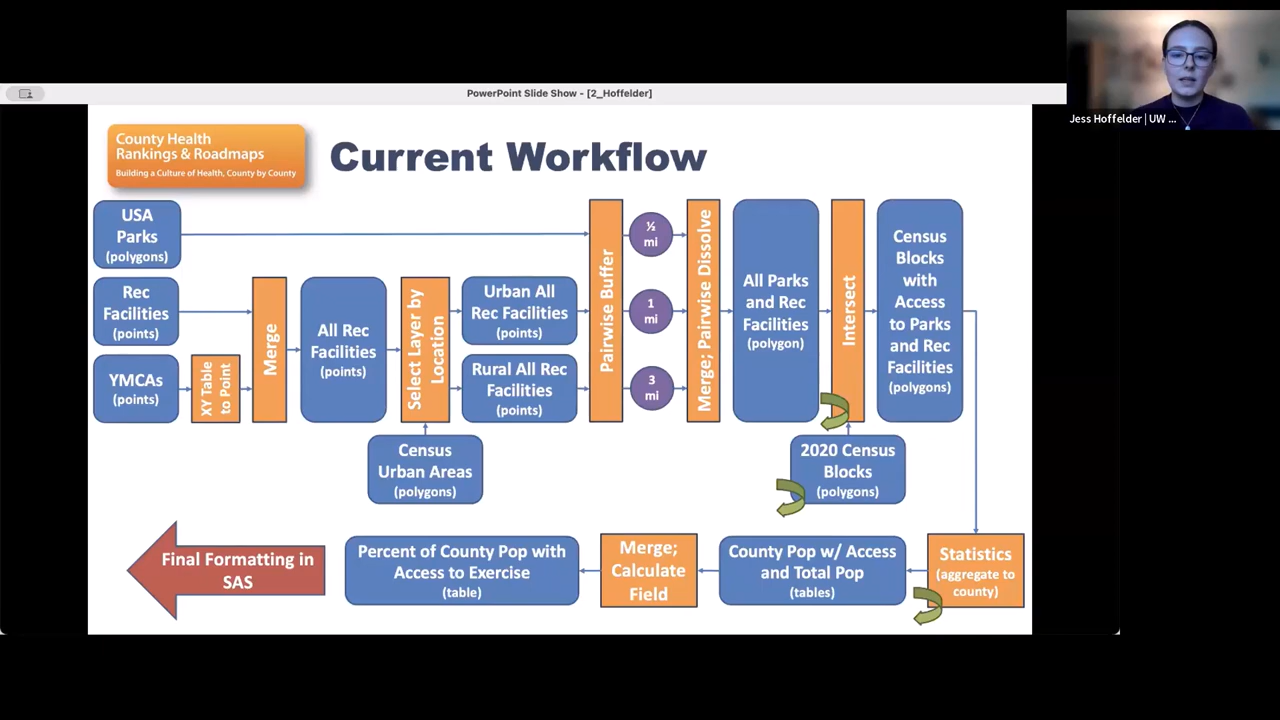 PowerPoint Slide Show - [2_Hoffelder]
Jess Hoffelder | UW ...
County Health
Rankings & Roadmaps
Building a Culture of Health, County by County
Current Workflow
USA
Parks
(polygons)
Rec
Facilities
(points)
YMCAs
(points)
XY Table
to Point
Merge
All Rec
Facilities
(points)
Select Layer by
Location
Census
Urban Areas
(polygons)
Urban All
Rec Facilities
(points)
Rural All Rec
Facilities
(points)
Pairwise Buffer
½
mi
1
mi
3
mi
Merge; Pairwise Dissolve
All Parks
and Rec
Facilities
(polygon)
Intersect
2020 Census
Blocks
(polygons)
Census
Blocks
with
Access
to Parks
and Rec
Facilities
(polygons)
Statistics
(aggregate to
county)
County Pop w/ Access
and Total Pop
(tables)
Merge;
Calculate
Field
Percent of County Pop with
Access to Exercise
(table)
Final Formatting in
SAS